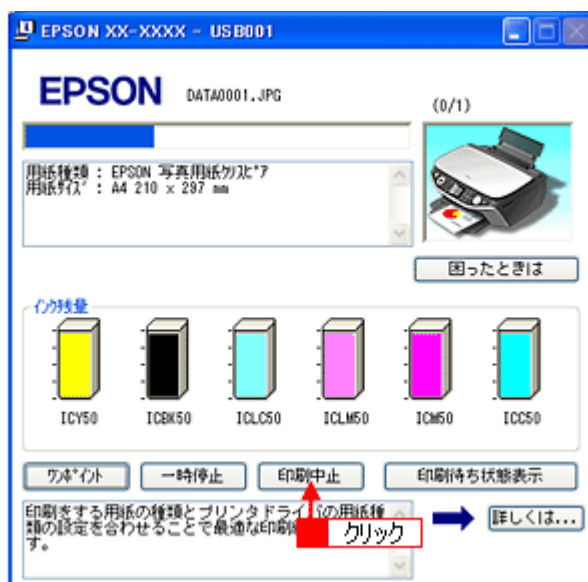 EPSON XX-XXXX - USB001
EPSON DATA0001.JPG
(0/1)
用紙種類 : EPSON 写真用紙ｸﾘｽﾋﾟｱ
用紙ｻｲｽﾞ : A4 210 x 297 mm
困ったときは
ｲﾝｸ残量
ICY50 ICBK50 ICLC50 ICLM50 ICM50 ICC50
ﾜﾝﾎﾟｲﾝﾄ 一時停止 印刷中止 印刷待ち状態表示
印刷をする用紙の種類とプリンタドライバの用紙種
類の設定を合わせることで最適な印刷
す。
クリック
詳しくは...